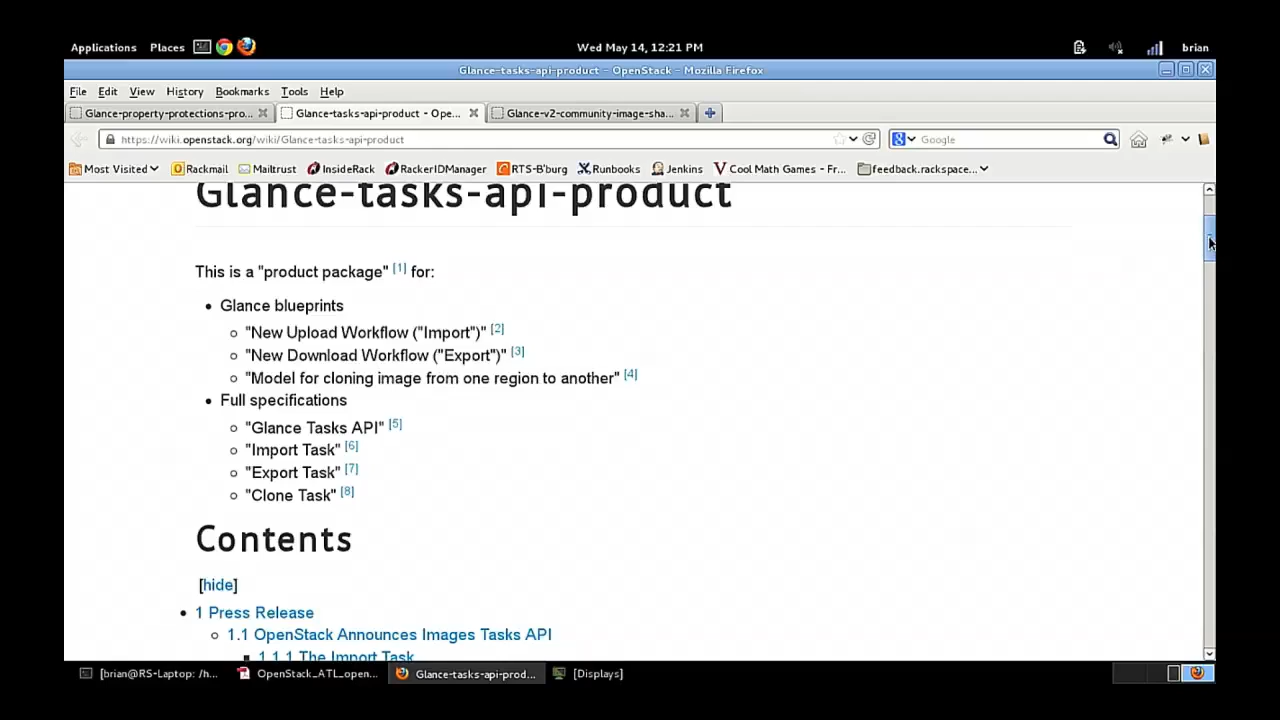 Applications Places Wed May 14, 12:21 PM brian
Glance-tasks-api-product - OpenStack - Mozilla Firefox
File Edit View History Bookmarks Tools Help
Glance-property-protections-pro... Glance-tasks-api-product - Ope... Glance-v2-community-image-sha...
https://wiki.openstack.org/wiki/Glance-tasks-api-product Google
Most Visited Rackmail Mailtrust InsideRack RackerIDManager RTS-B'burg Runbooks Jenkins Cool Math Games - Fr... feedback.rackspace...
Glance-tasks-api-product
This is a "product package" [1] for:
Glance blueprints
"New Upload Workflow ("Import")" [2]
"New Download Workflow ("Export")" [3]
"Model for cloning image from one region to another" [4]
Full specifications
"Glance Tasks API" [5]
"Import Task" [6]
"Export Task" [7]
"Clone Task" [8]
Contents
[hide]
1 Press Release
1.1 OpenStack Announces Images Tasks API
1.1.1 The Import Task
[brian@RS-Laptop: /h... OpenStack_ATL_open... Glance-tasks-api-prod... [Displays]